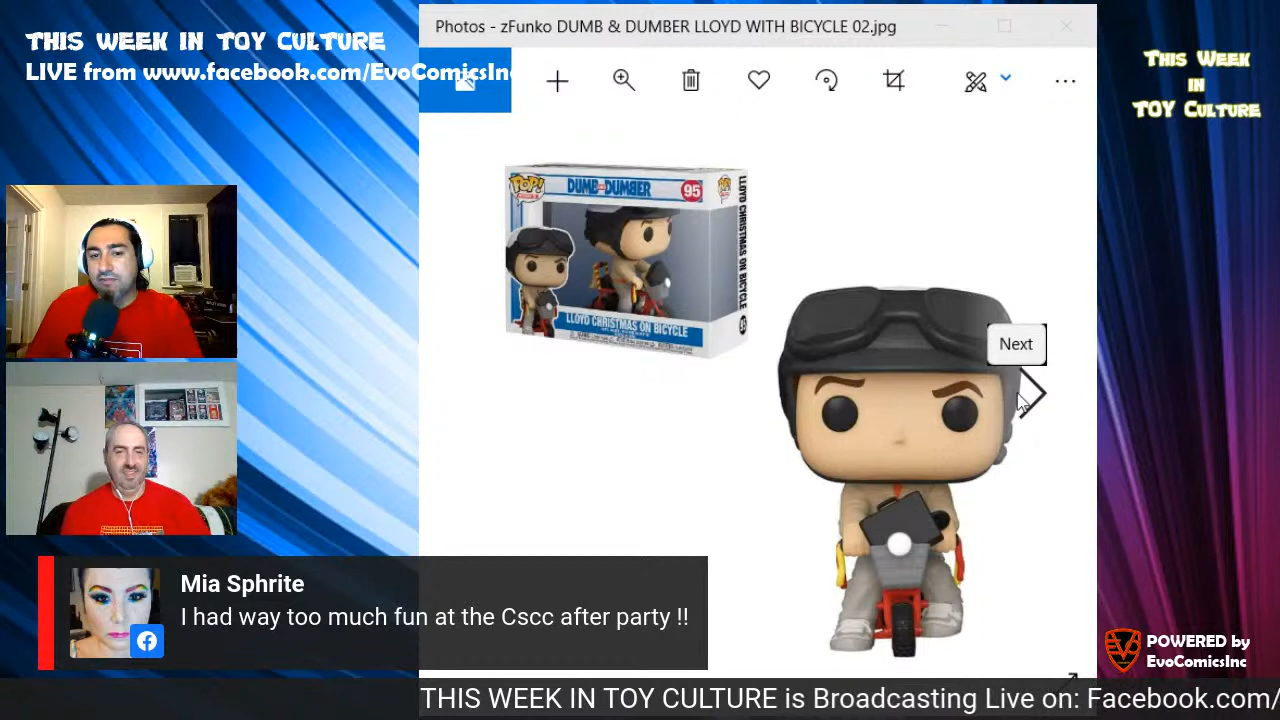 THIS WEEK IN TOY CULTURE
LIVE from www.facebook.com/EvoComicsInc
Photos - zFunko DUMB & DUMBER LLOYD WITH BICYCLE 02.jpg
This Week
in
TOY Culture
POP!
DUMB and DUMBER
95
LLOYD CHRISTMAS ON BICYCLE
LLOYD CHRISTMAS ON BICYCLE
Next
Mia Sphrite
I had way too much fun at the Cscc after party !!
POWERED by
EvoComicsInc
THIS WEEK IN TOY CULTURE is Broadcasting Live on: Facebook.com/